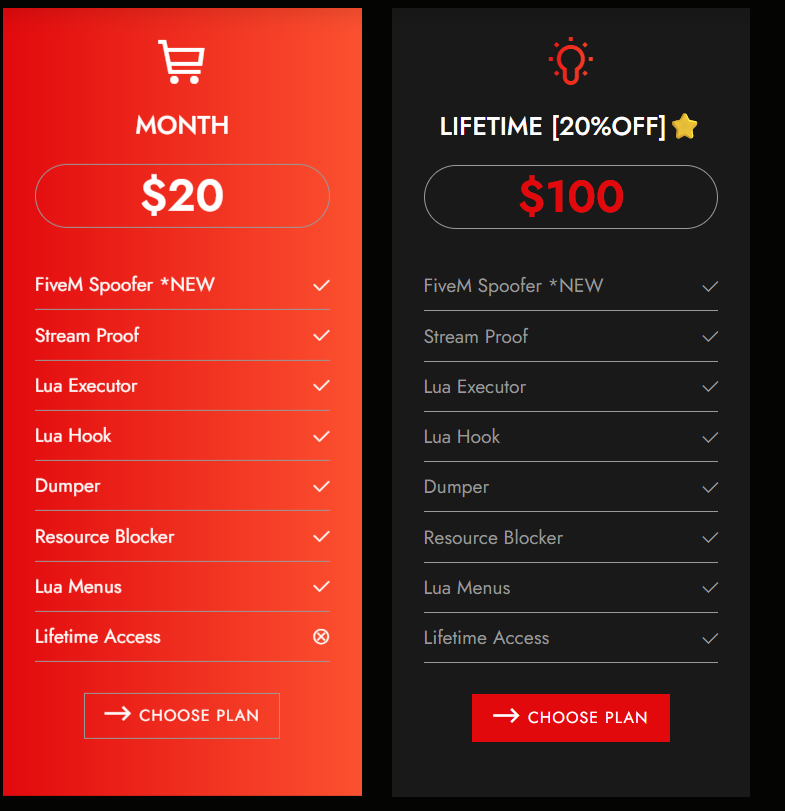 MONTH
$20
FiveM Spoofer *NEW
Stream Proof
Lua Executor
Lua Hook
Dumper
Resource Blocker
Lua Menus
Lifetime Access
CHOOSE PLAN
LIFETIME [20%OFF]
$100
FiveM Spoofer *NEW
Stream Proof
Lua Executor
Lua Hook
Dumper
Resource Blocker
Lua Menus
Lifetime Access
CHOOSE PLAN